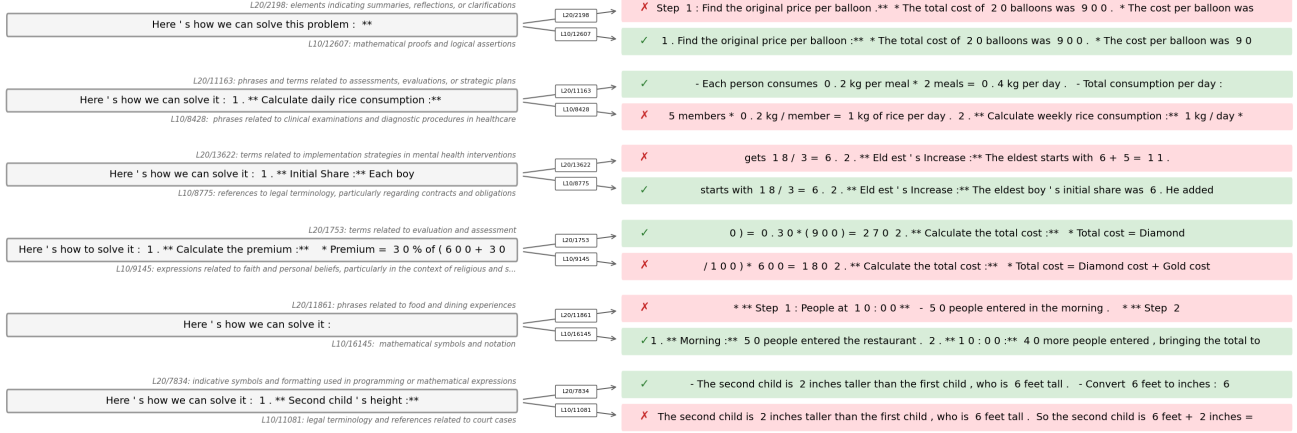 L20/2198: elements indicating summaries, reflections, or clarifications
Here ' s how we can solve this problem :  **
L10/12607: mathematical proofs and logical assertions
L20/2198
L10/12607
✗ Step  1 : Find the original price per balloon .**  * The total cost of  2 0 balloons was  9 0 0 .  * The cost per balloon was
✓ 1 . Find the original price per balloon :**  * The total cost of  2 0 balloons was  9 0 0 .  * The cost per balloon was  9 0
L20/11163: phrases and terms related to assessments, evaluations, or strategic plans
Here ' s how we can solve it :  1 . ** Calculate daily rice consumption :**
L10/8428:  phrases related to clinical examinations and diagnostic procedures in healthcare
L20/11163
L10/8428
✓ - Each person consumes  0 . 2 kg per meal *  2 meals =  0 . 4 kg per day .   - Total consumption per day :
✗ 5 members *  0 . 2 kg / member =  1 kg of rice per day .  2 . ** Calculate weekly rice consumption :**  1 kg / day *
L20/13622: terms related to implementation strategies in mental health interventions
Here ' s how we can solve it :  1 . ** Initial Share :** Each boy
L10/8775: references to legal terminology, particularly regarding contracts and obligations
L20/13622
L10/8775
✗ gets  1 8 /  3 =  6 .  2 . ** Eld est ' s Increase :** The eldest starts with  6 +  5 =  1 1 .
✓ starts with  1 8 /  3 =  6 .  2 . ** Eld est ' s Increase :** The eldest boy ' s initial share was  6 . He added
L20/1753: terms related to evaluation and assessment
Here ' s how to solve it :  1 . ** Calculate the premium :**    * Premium =  3 0 % of ( 6 0 0 +  3 0
L10/9145: expressions related to faith and personal beliefs, particularly in the context of religious and s...
L20/1753
L10/9145
✓ 0 ) =  0 . 3 0 * ( 9 0 0 ) =  2 7 0  2 . ** Calculate the total cost :**   * Total cost = Diamond
✗ / 1 0 0 ) *  6 0 0 =  1 8 0  2 . ** Calculate the total cost :**   * Total cost = Diamond cost + Gold cost
L20/11861: phrases related to food and dining experiences
Here ' s how we can solve it :
L10/16145:  mathematical symbols and notation
L20/11861
L10/16145
✗ * ** Step  1 : People at  1 0 : 0 0 **   -  5 0 people entered in the morning .    * ** Step  2
✓ 1 . ** Morning :**  5 0 people entered the restaurant .  2 . ** 1 0 : 0 0 :**  4 0 more people entered , bringing the total to
L20/7834: indicative symbols and formatting used in programming or mathematical expressions
Here ' s how we can solve it :  1 . ** Second child ' s height :**
L10/11081: legal terminology and references related to court cases
L20/7834
L10/11081
✓ - The second child is  2 inches taller than the first child , who is  6 feet tall .   - Convert  6 feet to inches :  6
✗ The second child is  2 inches taller than the first child , who is  6 feet tall .  So the second child is  6 feet +  2 inches =